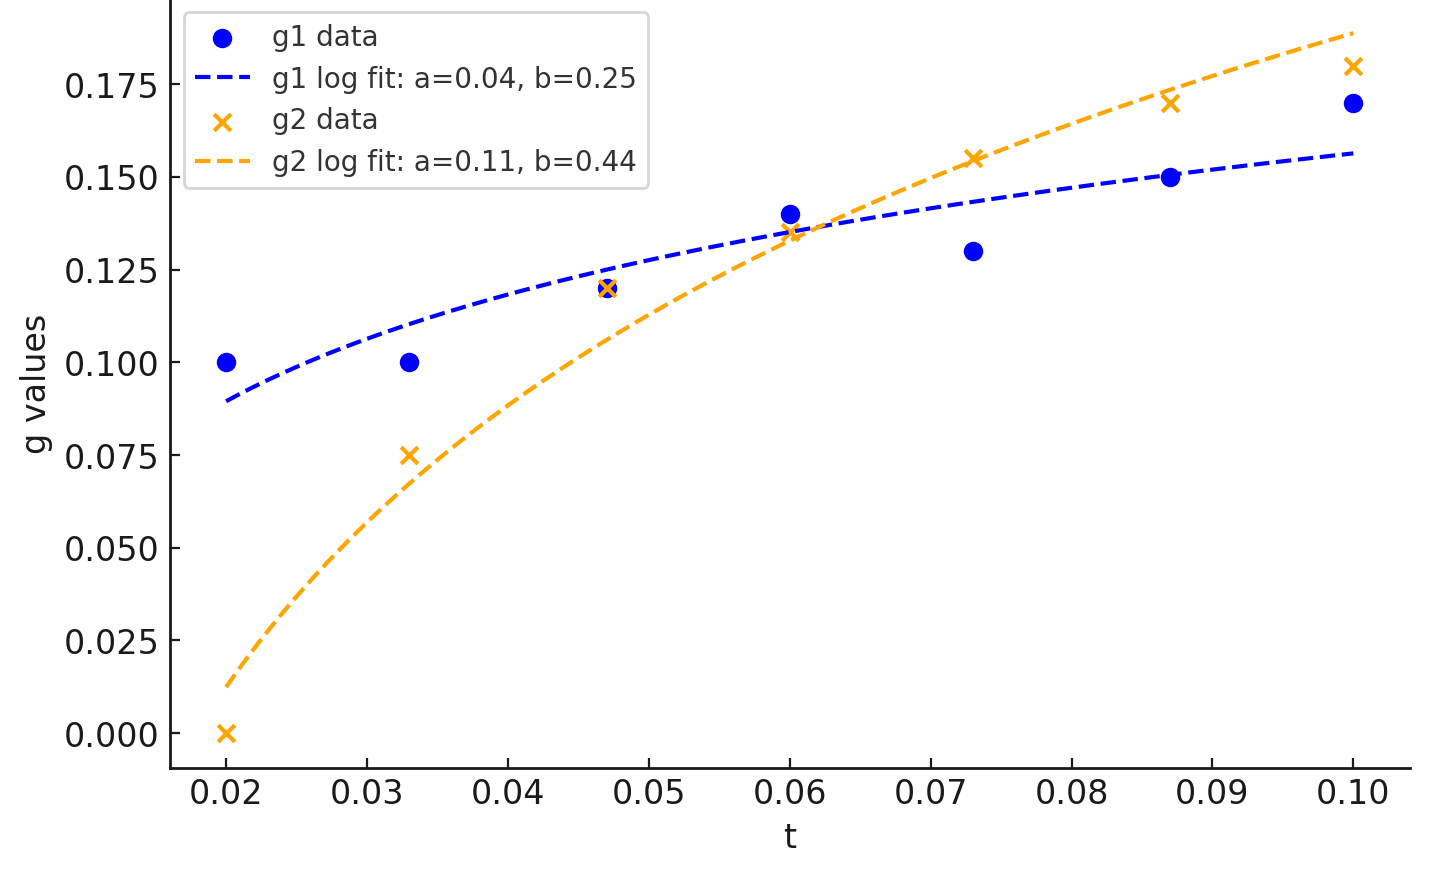 g1 data
g1 log fit: a=0.04, b=0.25
g2 data
g2 log fit: a=0.11, b=0.44
0.175
0.150
0.125
0.100
0.075
0.050
0.025
0.000
g values
0.02 0.03 0.04 0.05 0.06 0.07 0.08 0.09 0.10
t